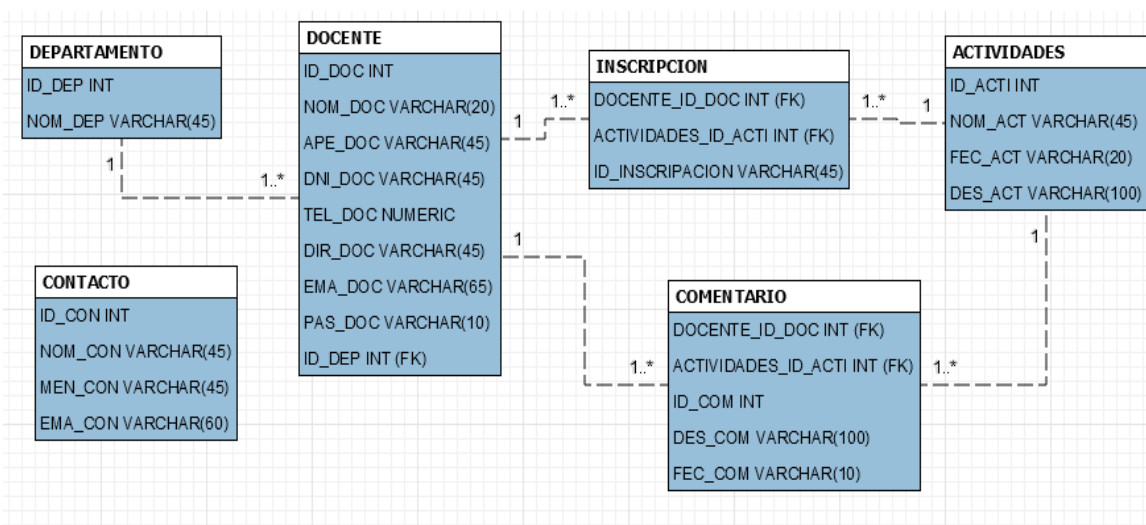 DEPARTAMENTO
ID_DEP INT
NOM_DEP VARCHAR(45)
1
1..*
DOCENTE
ID_DOC INT
NOM_DOC VARCHAR(20)
APE_DOC VARCHAR(45)
DNI_DOC VARCHAR(45)
TEL_DOC NUMERIC
DIR_DOC VARCHAR(45)
EMA_DOC VARCHAR(65)
PAS_DOC VARCHAR(10)
ID_DEP INT (FK)
1
1..*
INSCRIPCION
DOCENTE_ID_DOC INT (FK)
ACTIVIDADES_ID_ACTI INT (FK)
ID_INSCRIPACION VARCHAR(45)
1..*
1
ACTIVIDADES
ID_ACTI INT
NOM_ACT VARCHAR(45)
FEC_ACT VARCHAR(20)
DES_ACT VARCHAR(100)
1
CONTACTO
ID_CON INT
NOM_CON VARCHAR(45)
MEN_CON VARCHAR(45)
EMA_CON VARCHAR(60)
1
1..*
COMENTARIO
DOCENTE_ID_DOC INT (FK)
ACTIVIDADES_ID_ACTI INT (FK)
ID_COM INT
DES_COM VARCHAR(100)
FEC_COM VARCHAR(10)
1..*